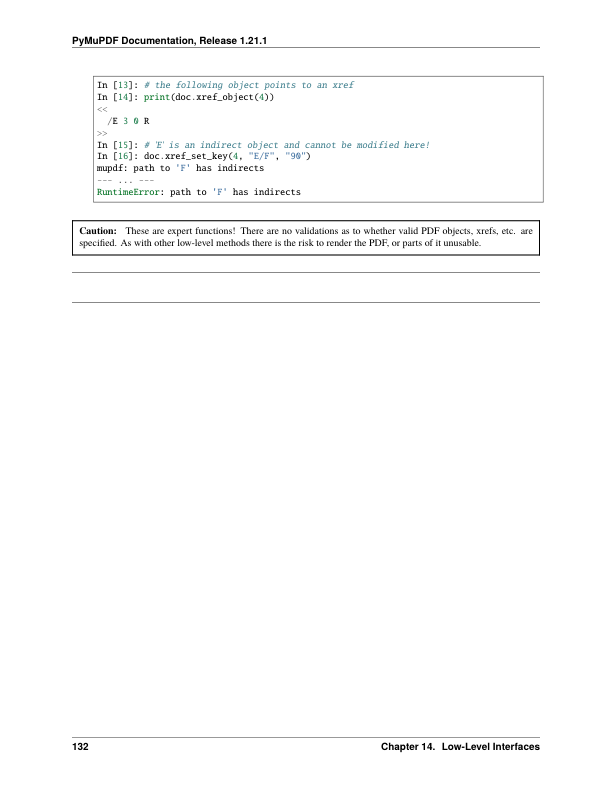 PyMuPDF Documentation, Release 1.21.1
In [13]: # the following object points to an xref
In [14]: print(doc.xref_object(4))
<<
  /E 3 0 R
>>
In [15]: # 'E' is an indirect object and cannot be modified here!
In [16]: doc.xref_set_key(4, "E/F", "90")
mupdf: path to 'F' has indirects
--- ... ---
RuntimeError: path to 'F' has indirects
Caution: These are expert functions! There are no validations as to whether valid PDF objects, xrefs, etc. are
specified. As with other low-level methods there is the risk to render the PDF, or parts of it unusable.
132 Chapter 14. Low-Level Interfaces